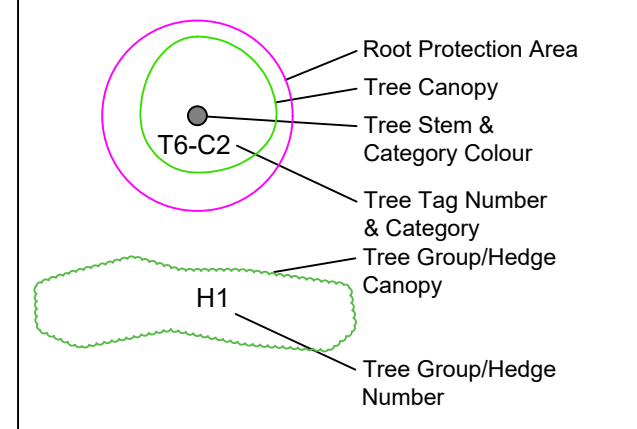 Root Protection Area
Tree Canopy
Tree Stem &
Category Colour
T6-C2
Tree Tag Number
& Category
Tree Group/Hedge
Canopy
H1
Tree Group/Hedge
Number